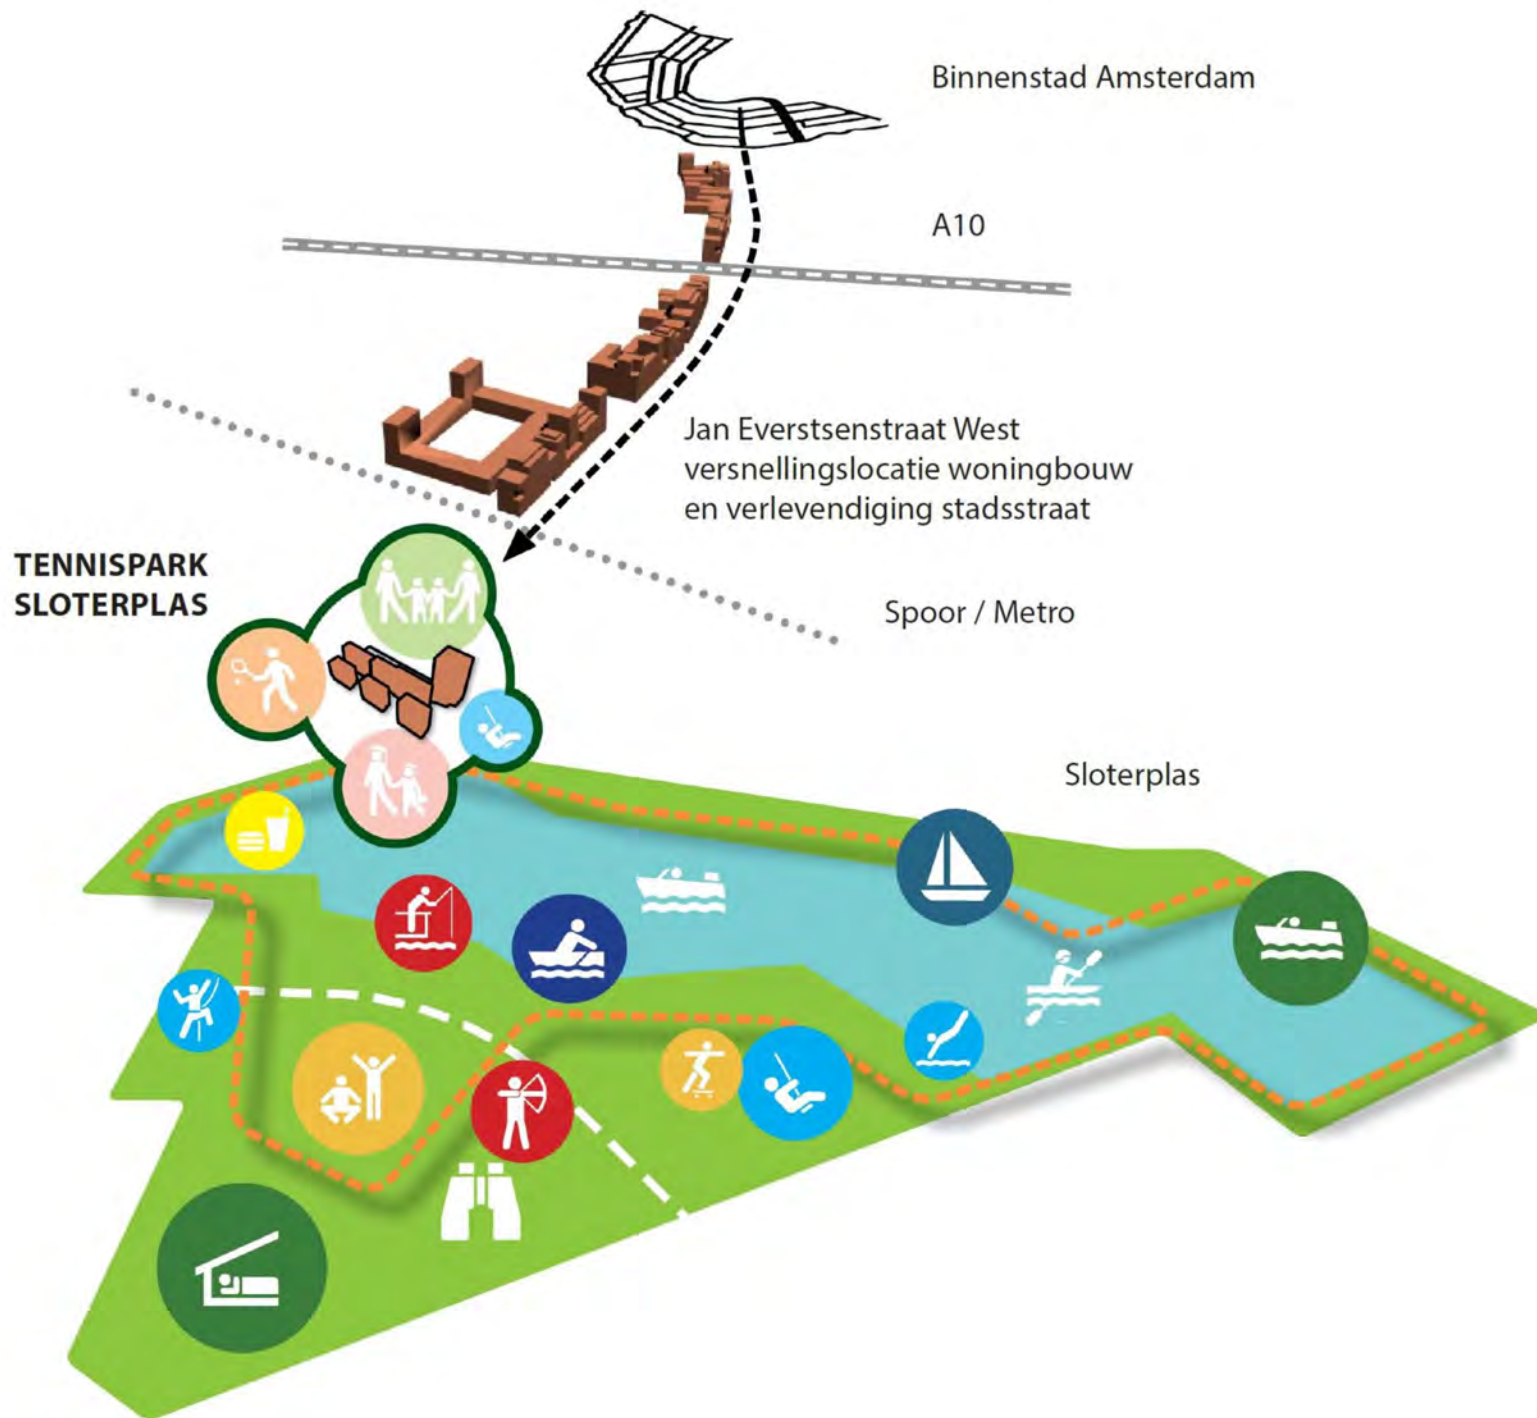 Binnenstad Amsterdam
A10
Jan Everstsenstraat West
versnellingslocatie woningbouw
en verlevendiging stadsstraat
TENNISPARK
SLOTERPLAS
Spoor / Metro
Sloterplas